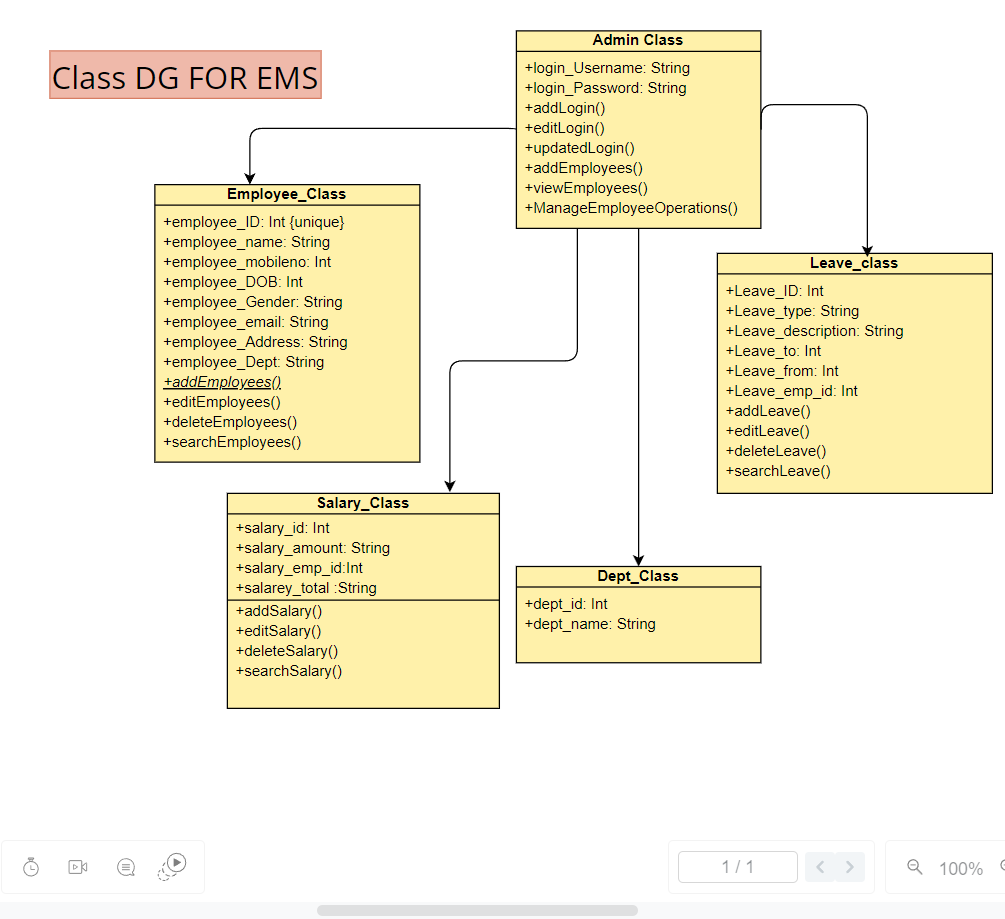 Class DG FOR EMS
Admin Class
+login_Username: String
+login_Password: String
+addLogin()
+editLogin()
+updatedLogin()
+addEmployees()
+viewEmployees()
+ManageEmployeeOperations()
Employee_Class
+employee_ID: Int {unique}
+employee_name: String
+employee_mobileno: Int
+employee_DOB: Int
+employee_Gender: String
+employee_email: String
+employee_Address: String
+employee_Dept: String
+addEmployees()
+editEmployees()
+deleteEmployees()
+searchEmployees()
Leave_class
+Leave_ID: Int
+Leave_type: String
+Leave_description: String
+Leave_to: Int
+Leave_from: Int
+Leave_emp_id: Int
+addLeave()
+editLeave()
+deleteLeave()
+searchLeave()
Salary_Class
+salary_id: Int
+salary_amount: String
+salary_emp_id:Int
+salarey_total :String
+addSalary()
+editSalary()
+deleteSalary()
+searchSalary()
Dept_Class
+dept_id: Int
+dept_name: String
1 / 1
100%